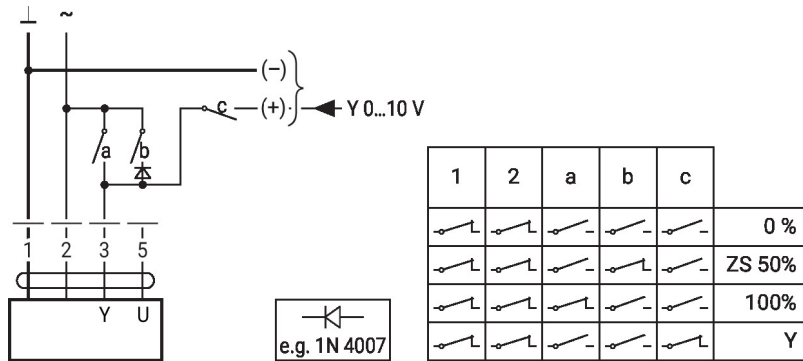 ⊥ ~
(−)
c (+) Y 0...10 V
a b
1 2 3 5
Y U
e.g. 1N 4007
1 2 a b c
0 %
ZS 50%
100%
Y